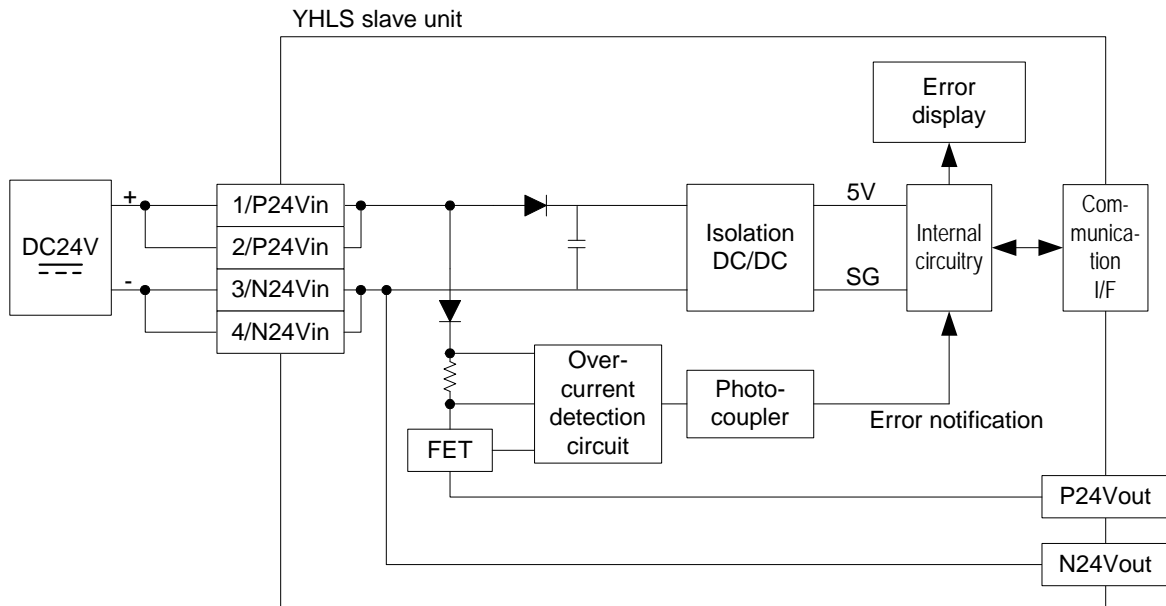 YHLS slave unit
Error
display
+
1/P24Vin
2/P24Vin
DC24V
-
3/N24Vin
4/N24Vin
Isolation
DC/DC
5V
SG
Internal
circuitry
Com-
munica-
tion
I/F
Over-
current
detection
circuit
Photo-
coupler
Error notification
FET
P24Vout
N24Vout